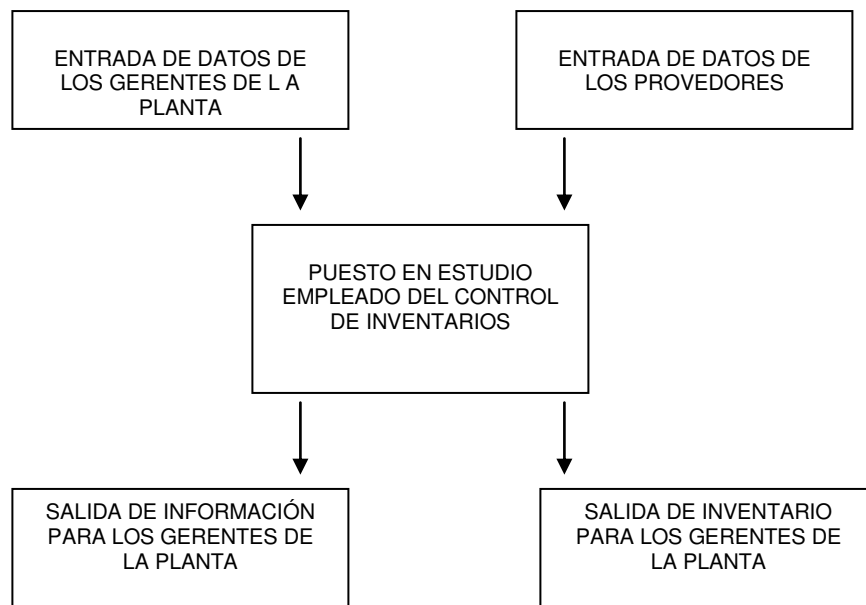 ENTRADA DE DATOS DE
LOS GERENTES DE L A
PLANTA
ENTRADA DE DATOS DE
LOS PROVEDORES
PUESTO EN ESTUDIO
EMPLEADO DEL CONTROL
DE INVENTARIOS
SALIDA DE INFORMACIÓN
PARA LOS GERENTES DE
LA PLANTA
SALIDA DE INVENTARIO
PARA LOS GERENTES DE
LA PLANTA